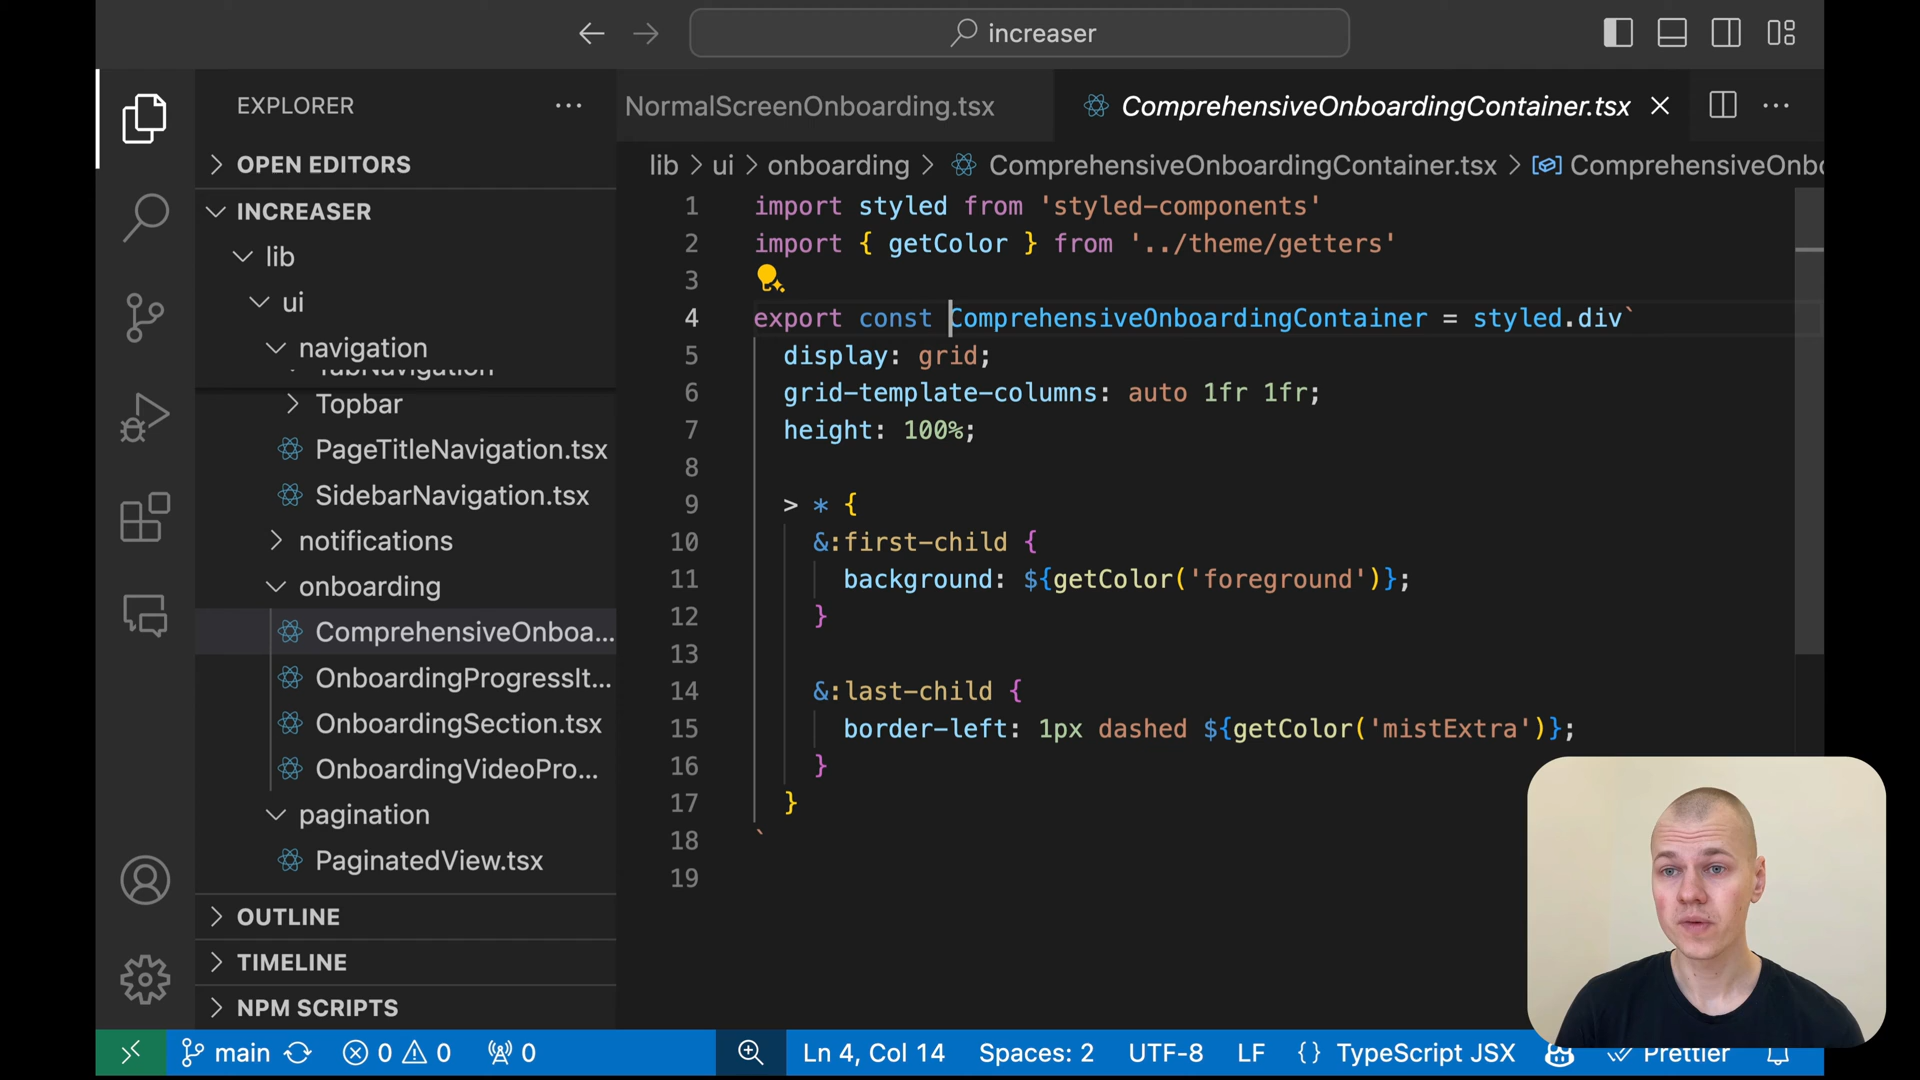 increaser
EXPLORER
OPEN EDITORS
INCREASER
lib
ui
navigation
TabNavigation
Topbar
PageTitleNavigation.tsx
SidebarNavigation.tsx
notifications
onboarding
ComprehensiveOnboa...
OnboardingProgressIt...
OnboardingSection.tsx
OnboardingVideoPro...
pagination
PaginatedView.tsx
OUTLINE
TIMELINE
NPM SCRIPTS
NormalScreenOnboarding.tsx
ComprehensiveOnboardingContainer.tsx
lib > ui > onboarding > ComprehensiveOnboardingContainer.tsx > ComprehensiveOnbo
1 import styled from 'styled-components'
2 import { getColor } from '../theme/getters'
3
4 export const ComprehensiveOnboardingContainer = styled.div`
5 display: grid;
6 grid-template-columns: auto 1fr 1fr;
7 height: 100%;
8
9 > * {
10 &:first-child {
11 background: ${getColor('foreground')};
12 }
13
14 &:last-child {
15 border-left: 1px dashed ${getColor('mistExtra')};
16 }
17 }
18 `
19
main 0 0 0 Ln 4, Col 14 Spaces: 2 UTF-8 LF {} TypeScript JSX Prettier